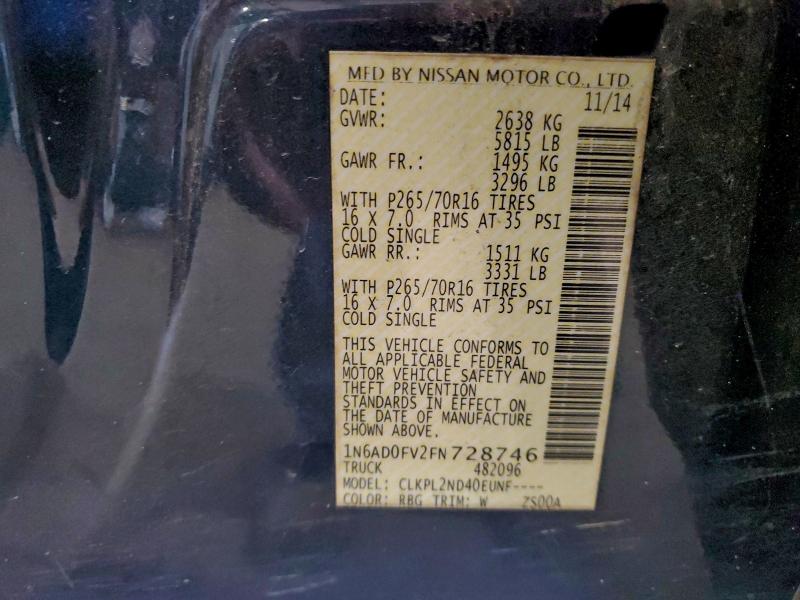 MFD BY NISSAN MOTOR CO., LTD.
DATE: 11/14
GVWR: 2638 KG
5815 LB
GAWR FR.: 1495 KG
3296 LB
WITH P265/70R16 TIRES
16 X 7.0 RIMS AT 35 PSI
COLD SINGLE
GAWR RR.: 1511 KG
3331 LB
WITH P265/70R16 TIRES
16 X 7.0 RIMS AT 35 PSI
COLD SINGLE
THIS VEHICLE CONFORMS TO
ALL APPLICABLE FEDERAL
MOTOR VEHICLE SAFETY AND
THEFT PREVENTION
STANDARDS IN EFFECT ON
THE DATE OF MANUFACTURE
SHOWN ABOVE.
1N6AD0FV2FN728746
TRUCK 482096
MODEL: CLKPL2ND40EUNF----
COLOR: RBG TRIM: W ZS00A